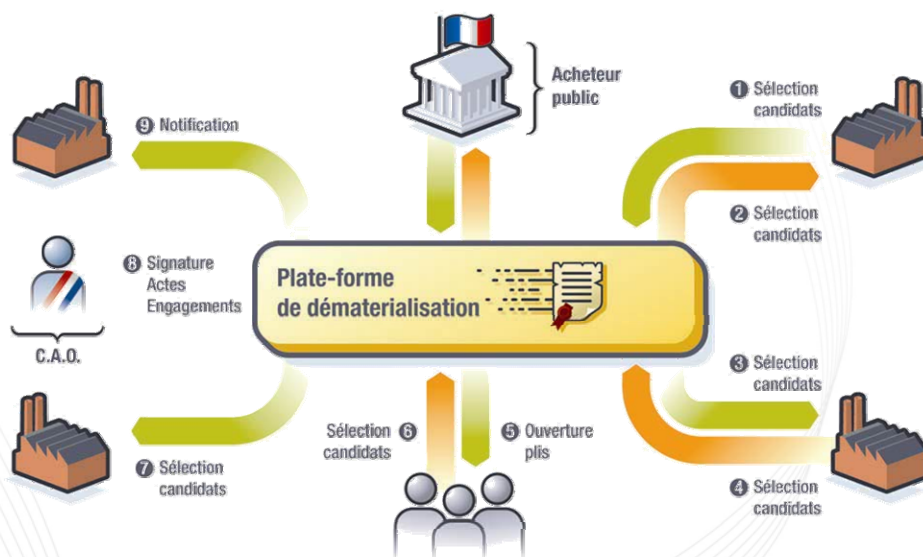 Acheteur
public
❶ Sélection
candidats
❷ Sélection
candidats
❾ Notification
❽ Signature
Actes
Engagements
C.A.O.
Plate-forme
de dématerialisation
❸ Sélection
candidats
❹ Sélection
candidats
Sélection ❻
candidats
❺ Ouverture
plis
❼ Sélection
candidats